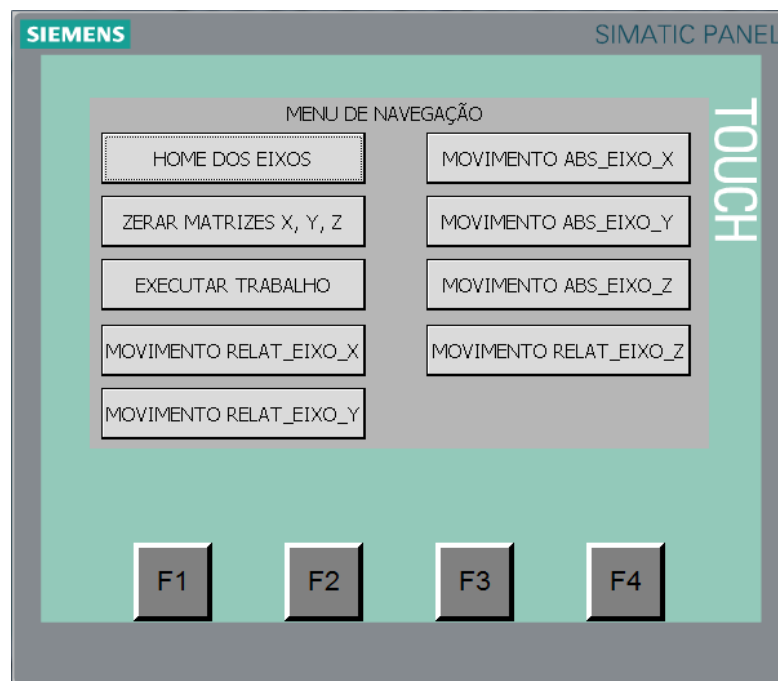 SIEMENS
SIMATIC PANEL
TOUCH
MENU DE NAVEGAÇÃO
HOME DOS EIXOS
MOVIMENTO ABS_EIXO_X
ZERAR MATRIZES X, Y, Z
MOVIMENTO ABS_EIXO_Y
EXECUTAR TRABALHO
MOVIMENTO ABS_EIXO_Z
MOVIMENTO RELAT_EIXO_X
MOVIMENTO RELAT_EIXO_Z
MOVIMENTO RELAT_EIXO_Y
F1
F2
F3
F4